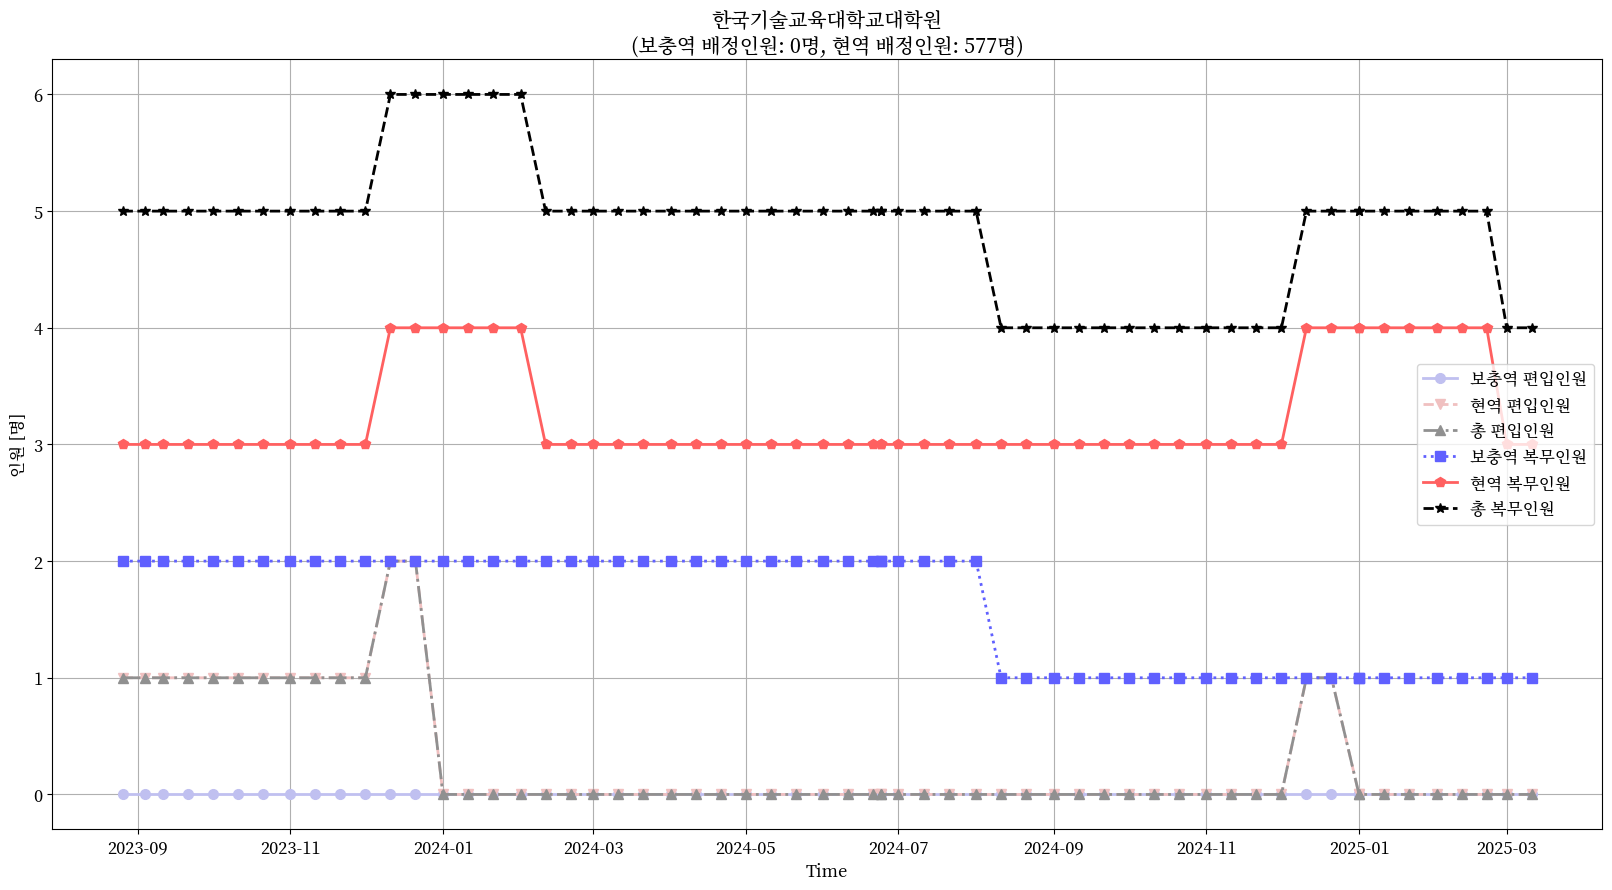 한국기술교육대학교대학원
(보충역 배정인원: 0명, 현역 배정인원: 577명)
인원 [명]
6
5
4
3
2
1
0
보충역 편입인원
현역 편입인원
총 편입인원
보충역 복무인원
현역 복무인원
총 복무인원
2023-09
2023-11
2024-01
2024-03
2024-05
2024-07
2024-09
2024-11
2025-01
2025-03
Time